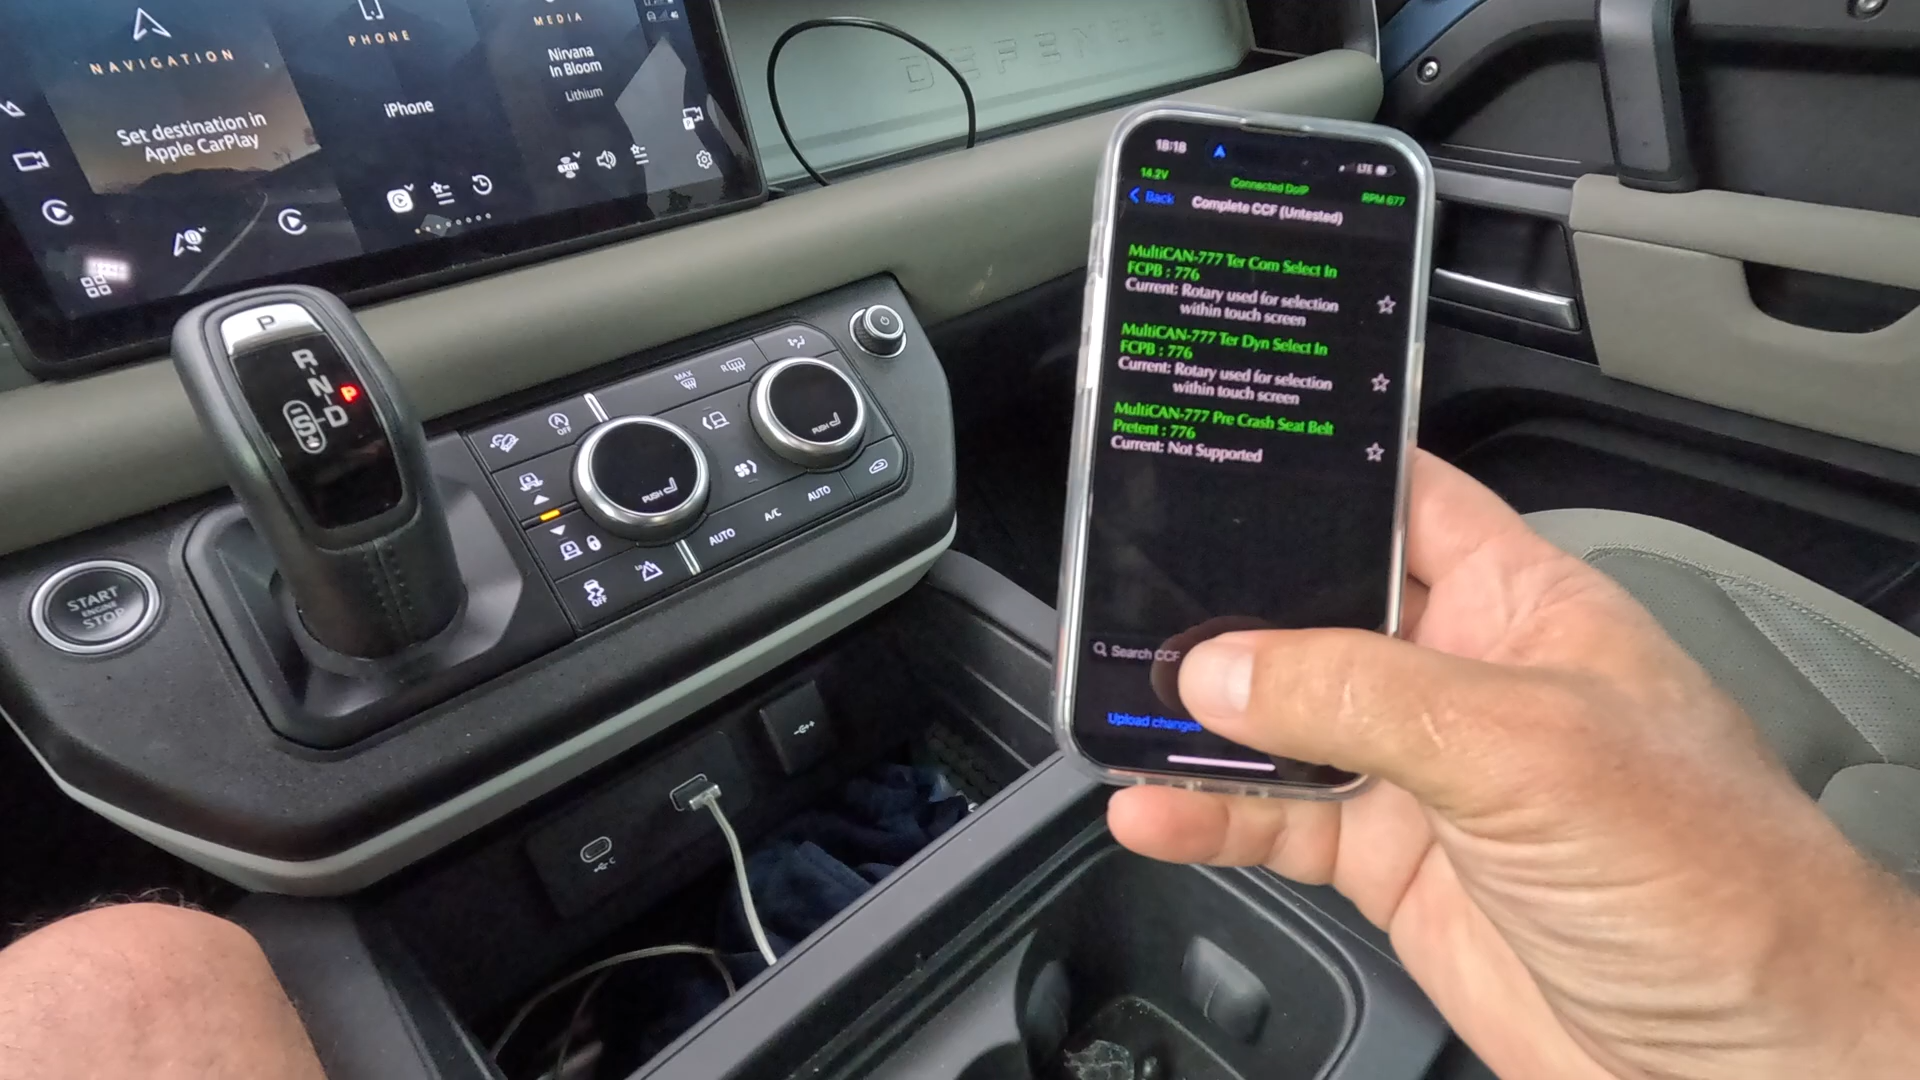 NAVIGATION
Set destination in
Apple CarPlay
PHONE
iPhone
MEDIA
Nirvana
In Bloom
Lithium
DEFENDER
18:18
LTE
14.2V
Connected DoIP
RPM 677
Back
Complete CCF (Untested)
MultiCAN-777 Ter Com Select In
FCPB : 776
Current: Rotary used for selection
within touch screen
MultiCAN-777 Ter Dyn Select In
FCPB : 776
Current: Rotary used for selection
within touch screen
MultiCAN-777 Pre Crash Seat Belt
Pretent : 776
Current: Not Supported
Search CCF
Upload changes
P
R
N
D
S
P
START
ENGINE
STOP
OFF
MAX
R
PUSH
PUSH
AUTO
A/C
AUTO
LO
OFF
C